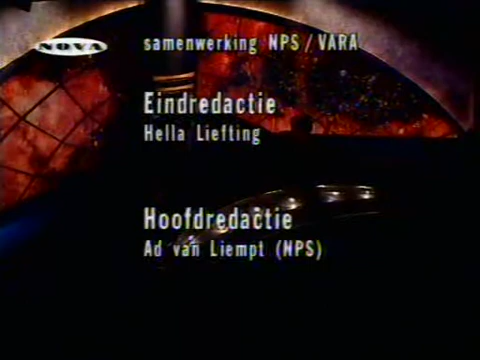 NOVA
samenwerking NPS/VARA
Eindredactie
Hella Liefting
Hoofdredactie
Ad van Liempt (NPS)